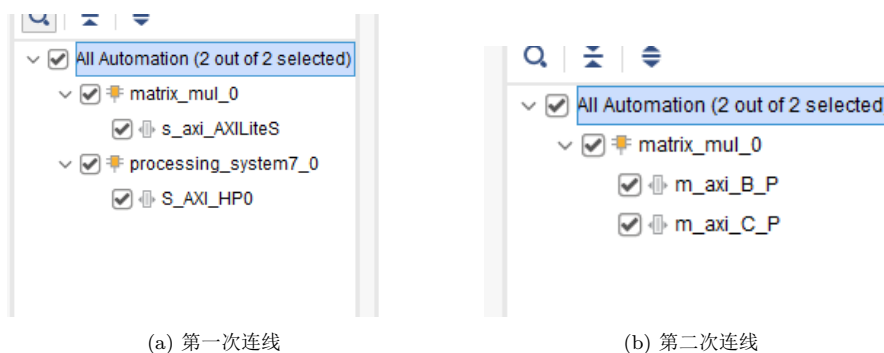 All Automation (2 out of 2 selected)
matrix_mul_0
s_axi_AXILiteS
processing_system7_0
S_AXI_HP0
(a) 第一次连线
All Automation (2 out of 2 selected
matrix_mul_0
m_axi_B_P
m_axi_C_P
(b) 第二次连线